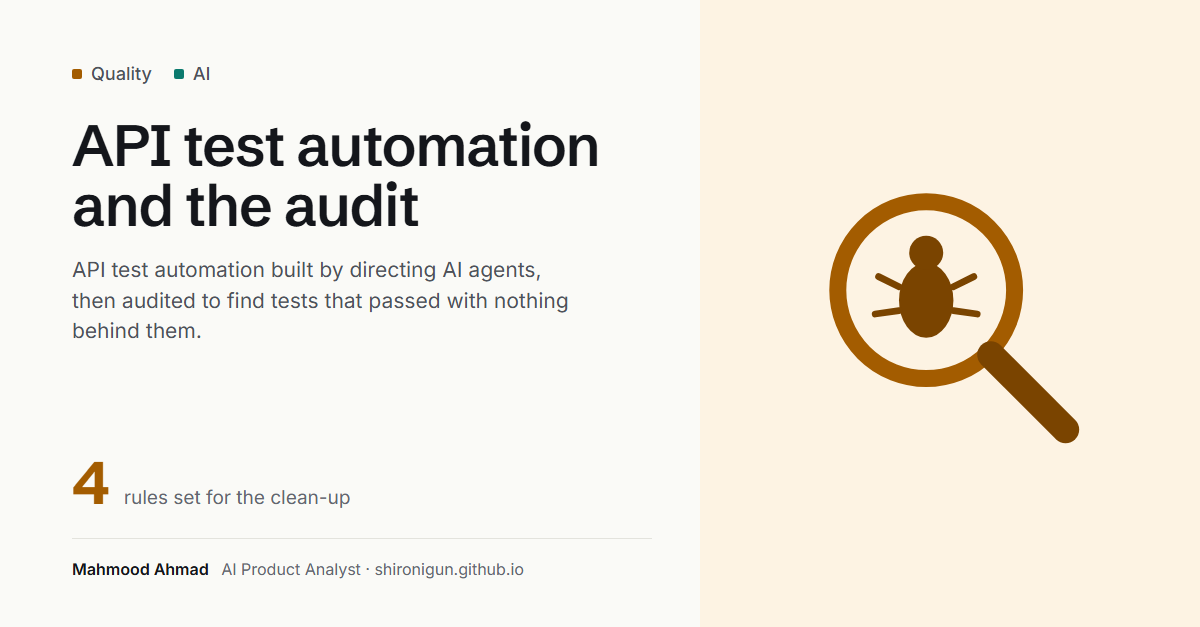 Quality AI
API test automation
and the audit
API test automation built by directing AI agents,
then audited to find tests that passed with nothing
behind them.
4 rules set for the clean-up
Mahmood Ahmad AI Product Analyst · shironigun.github.io